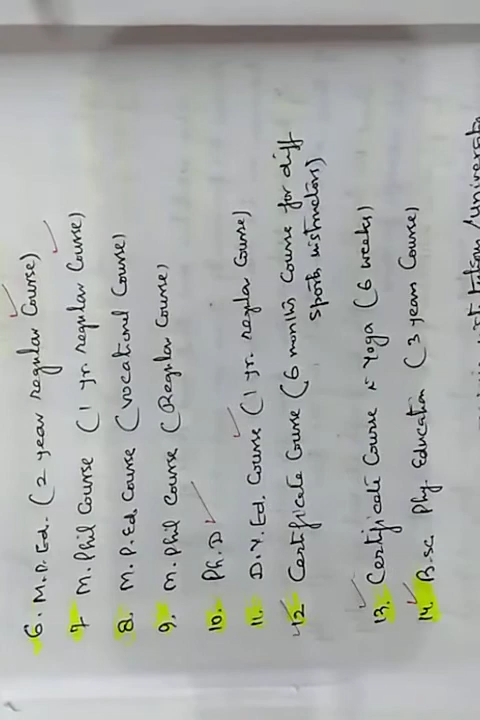 6. M.P.Ed. (2 year regular Course)
7 M.Phil Course (1 yr regular Course)
8. M.P.Ed. Course (Vocational Course)
9. M.Phil Course (Regular Course)
10. Ph.D
11. D.Y.Ed. Course (1 yr. regular Course)
12 Certificate Course (6 months Course for diff
sports instructors)
13. Certificate Course in Yoga (6 weeks)
14. B.sc Phy. Education (3 years Course)